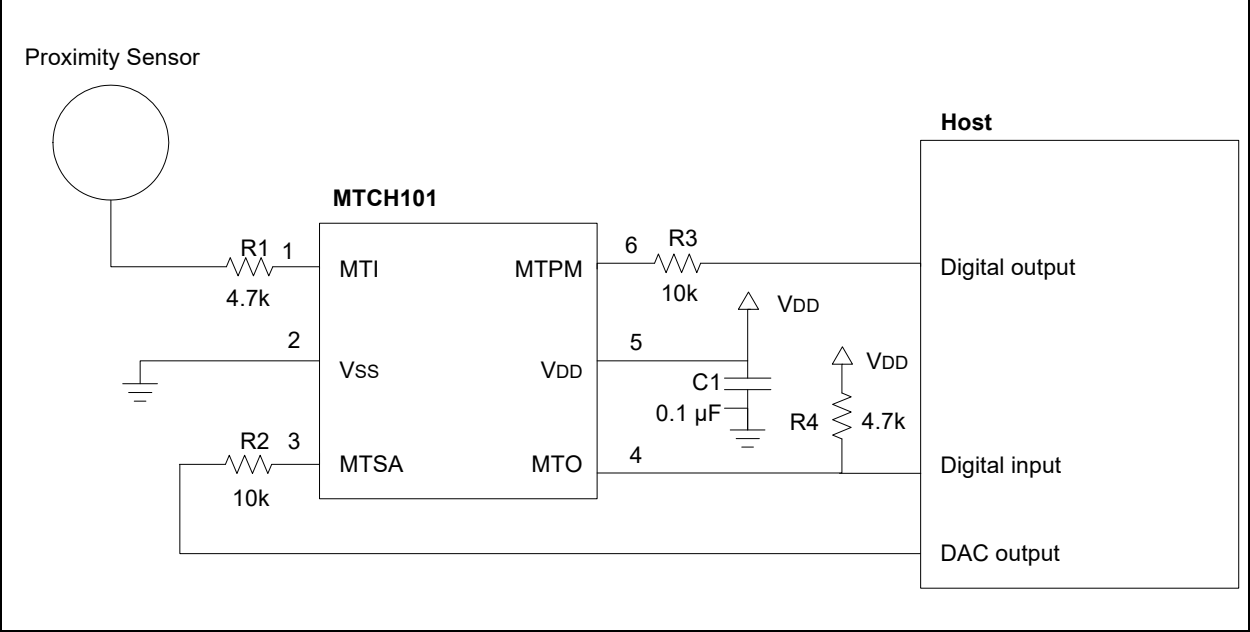 Proximity Sensor
Host
MTCH101
R1
1
4.7k
MTI
MTPM
6
R3
10k
Digital output
VDD
2
VSS
VDD
5
C1
0.1 µF
VDD
R4
4.7k
R2
3
10k
MTSA
MTO
4
Digital input
DAC output